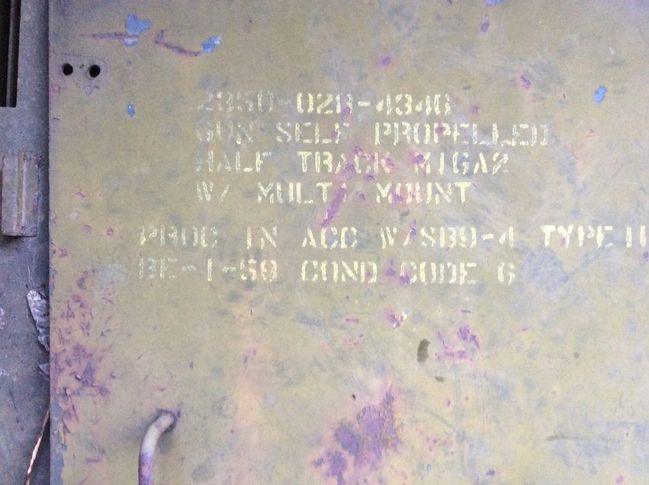 2350-028-4346
GUN SELF PROPELLED
HALF TRACK M16A2
W/ MULTI MOUNT
PROC IN ACC W/SB9-4 TYPE II
BE-1-59 COND CODE G